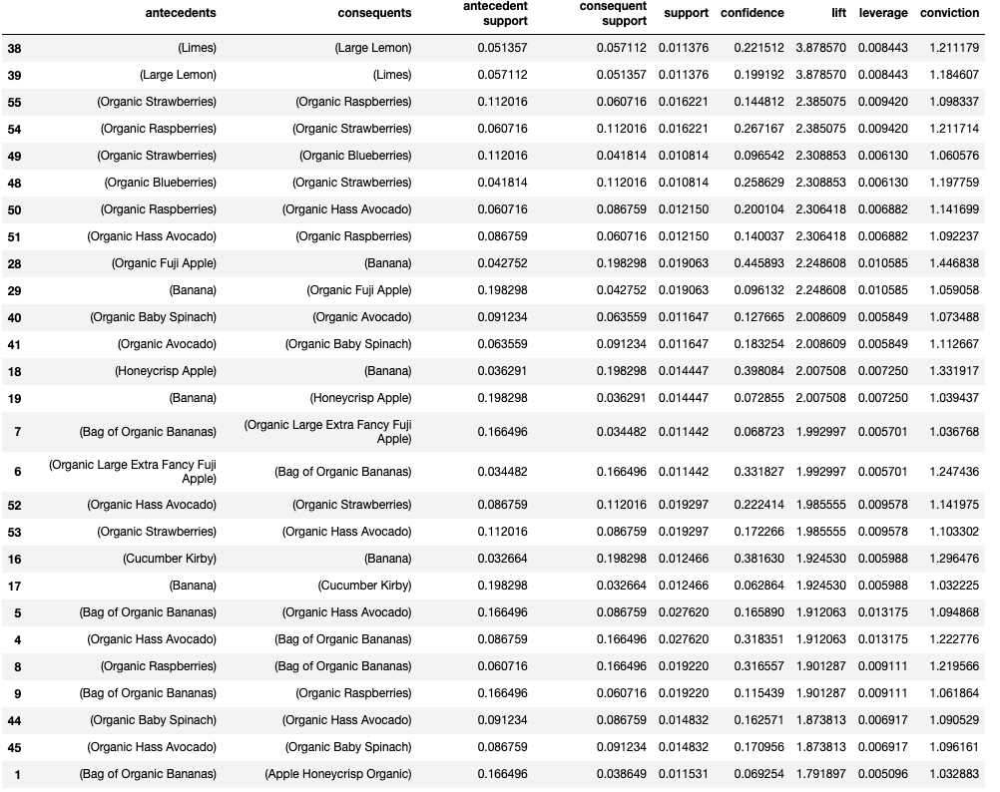 antecedents consequents antecedent support consequent support support confidence lift leverage conviction
38 (Limes) (Large Lemon) 0.051357 0.057112 0.011376 0.221512 3.878570 0.008443 1.211179
39 (Large Lemon) (Limes) 0.057112 0.051357 0.011376 0.199192 3.878570 0.008443 1.184607
55 (Organic Strawberries) (Organic Raspberries) 0.112016 0.060716 0.016221 0.144812 2.385075 0.009420 1.098337
54 (Organic Raspberries) (Organic Strawberries) 0.060716 0.112016 0.016221 0.267167 2.385075 0.009420 1.211714
49 (Organic Strawberries) (Organic Blueberries) 0.112016 0.041814 0.010814 0.096542 2.308853 0.006130 1.060576
48 (Organic Blueberries) (Organic Strawberries) 0.041814 0.112016 0.010814 0.258629 2.308853 0.006130 1.197759
50 (Organic Raspberries) (Organic Hass Avocado) 0.060716 0.086759 0.012150 0.200104 2.306418 0.006882 1.141699
51 (Organic Hass Avocado) (Organic Raspberries) 0.086759 0.060716 0.012150 0.140037 2.306418 0.006882 1.092237
28 (Organic Fuji Apple) (Banana) 0.042752 0.198298 0.019063 0.445893 2.248608 0.010585 1.446838
29 (Banana) (Organic Fuji Apple) 0.198298 0.042752 0.019063 0.096132 2.248608 0.010585 1.059058
40 (Organic Baby Spinach) (Organic Avocado) 0.091234 0.063559 0.011647 0.127665 2.008609 0.005849 1.073488
41 (Organic Avocado) (Organic Baby Spinach) 0.063559 0.091234 0.011647 0.183254 2.008609 0.005849 1.112667
18 (Honeycrisp Apple) (Banana) 0.036291 0.198298 0.014447 0.398084 2.007508 0.007250 1.331917
19 (Banana) (Honeycrisp Apple) 0.198298 0.036291 0.014447 0.072855 2.007508 0.007250 1.039437
7 (Bag of Organic Bananas) (Organic Large Extra Fancy Fuji Apple) 0.166496 0.034482 0.011442 0.068723 1.992997 0.005701 1.036768
6 (Organic Large Extra Fancy Fuji Apple) (Bag of Organic Bananas) 0.034482 0.166496 0.011442 0.331827 1.992997 0.005701 1.247436
52 (Organic Hass Avocado) (Organic Strawberries) 0.086759 0.112016 0.019297 0.222414 1.985555 0.009578 1.141975
53 (Organic Strawberries) (Organic Hass Avocado) 0.112016 0.086759 0.019297 0.172266 1.985555 0.009578 1.103302
16 (Cucumber Kirby) (Banana) 0.032664 0.198298 0.012466 0.381630 1.924530 0.005988 1.296476
17 (Banana) (Cucumber Kirby) 0.198298 0.032664 0.012466 0.062864 1.924530 0.005988 1.032225
5 (Bag of Organic Bananas) (Organic Hass Avocado) 0.166496 0.086759 0.027620 0.165890 1.912063 0.013175 1.094868
4 (Organic Hass Avocado) (Bag of Organic Bananas) 0.086759 0.166496 0.027620 0.318351 1.912063 0.013175 1.222776
8 (Organic Raspberries) (Bag of Organic Bananas) 0.060716 0.166496 0.019220 0.316557 1.901287 0.009111 1.219566
9 (Bag of Organic Bananas) (Organic Raspberries) 0.166496 0.060716 0.019220 0.115439 1.901287 0.009111 1.061864
44 (Organic Baby Spinach) (Organic Hass Avocado) 0.091234 0.086759 0.014832 0.162571 1.873813 0.006917 1.090529
45 (Organic Hass Avocado) (Organic Baby Spinach) 0.086759 0.091234 0.014832 0.170956 1.873813 0.006917 1.096161
1 (Bag of Organic Bananas) (Apple Honeycrisp Organic) 0.166496 0.038649 0.011531 0.069254 1.791897 0.005096 1.032883